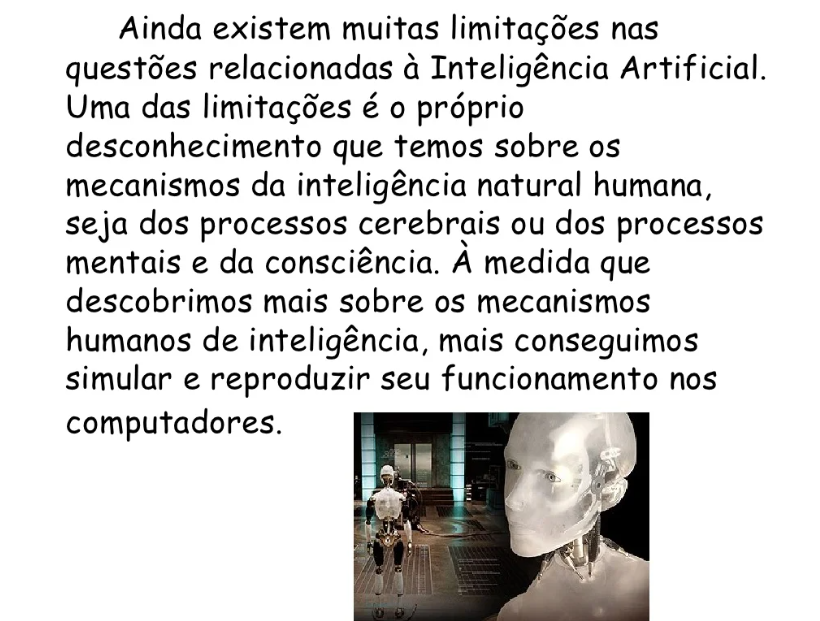 Ainda existem muitas limitações nas
questões relacionadas à Inteligência Artificial.
Uma das limitações é o próprio
desconhecimento que temos sobre os
mecanismos da inteligência natural humana,
seja dos processos cerebrais ou dos processos
mentais e da consciência. À medida que
descobrimos mais sobre os mecanismos
humanos de inteligência, mais conseguimos
simular e reproduzir seu funcionamento nos
computadores.